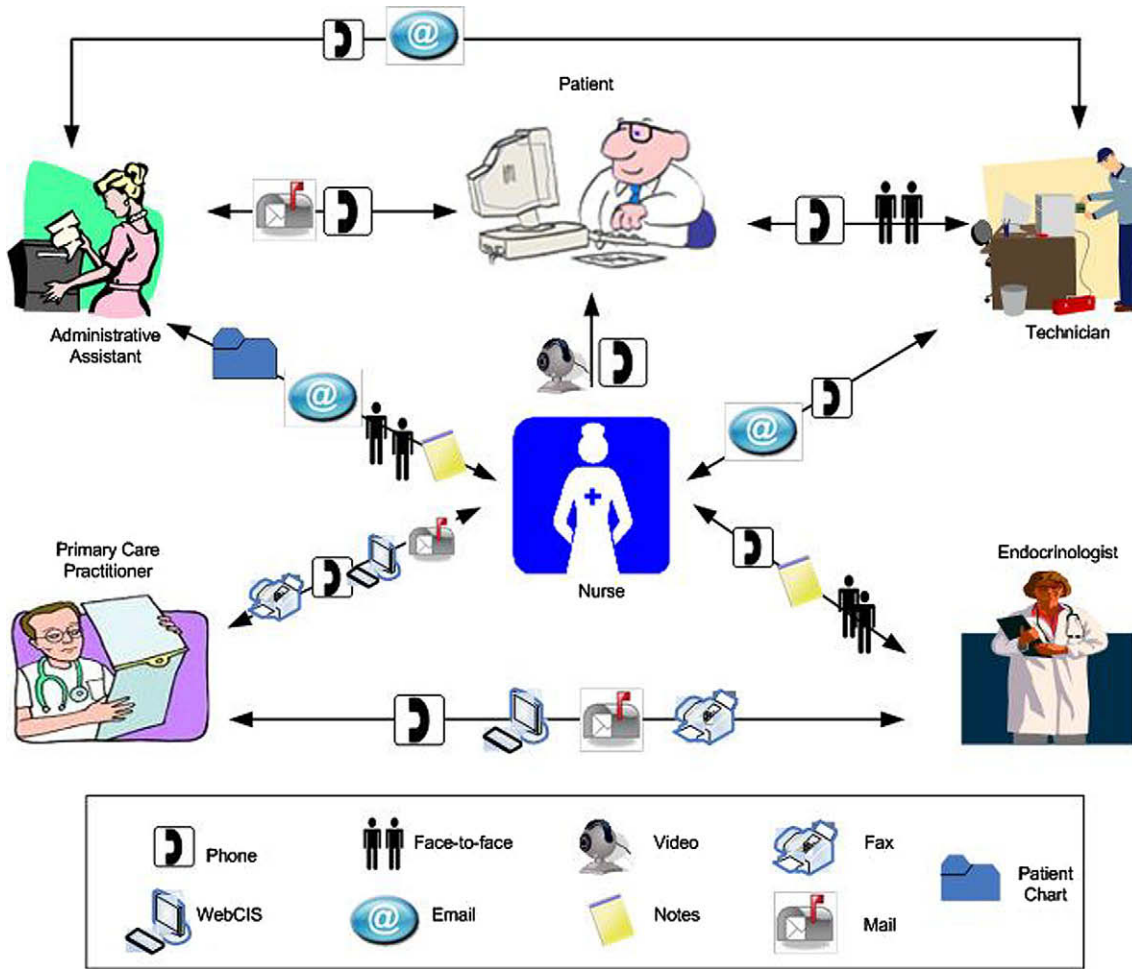 Patient
Administrative
Assistant
Technician
Primary Care
Practitioner
Nurse
Endocrinologist
Phone
Face-to-face
Video
Fax
Patient
Chart
WebCIS
Email
Notes
Mail